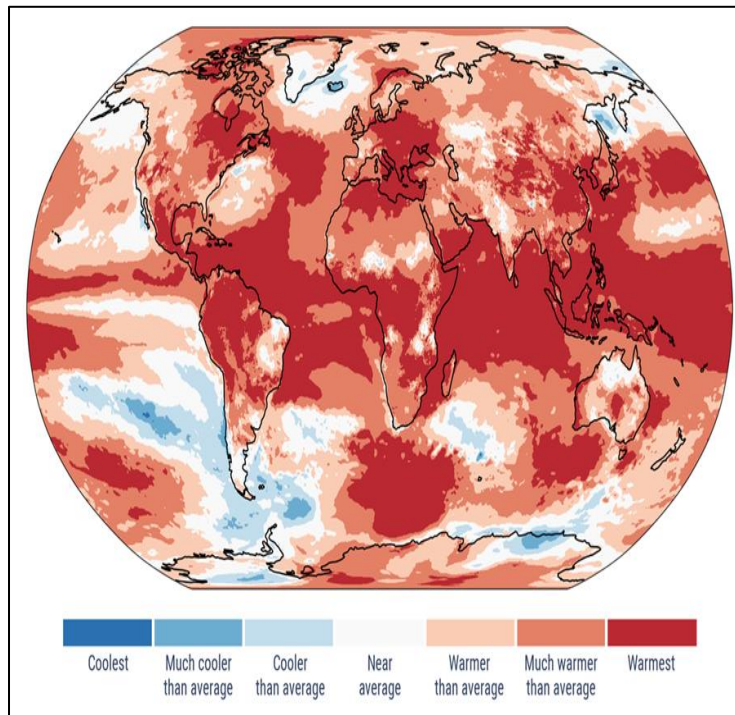 Coolest
Much cooler
than average
Cooler
than average
Near
average
Warmer
than average
Much warmer
than average
Warmest